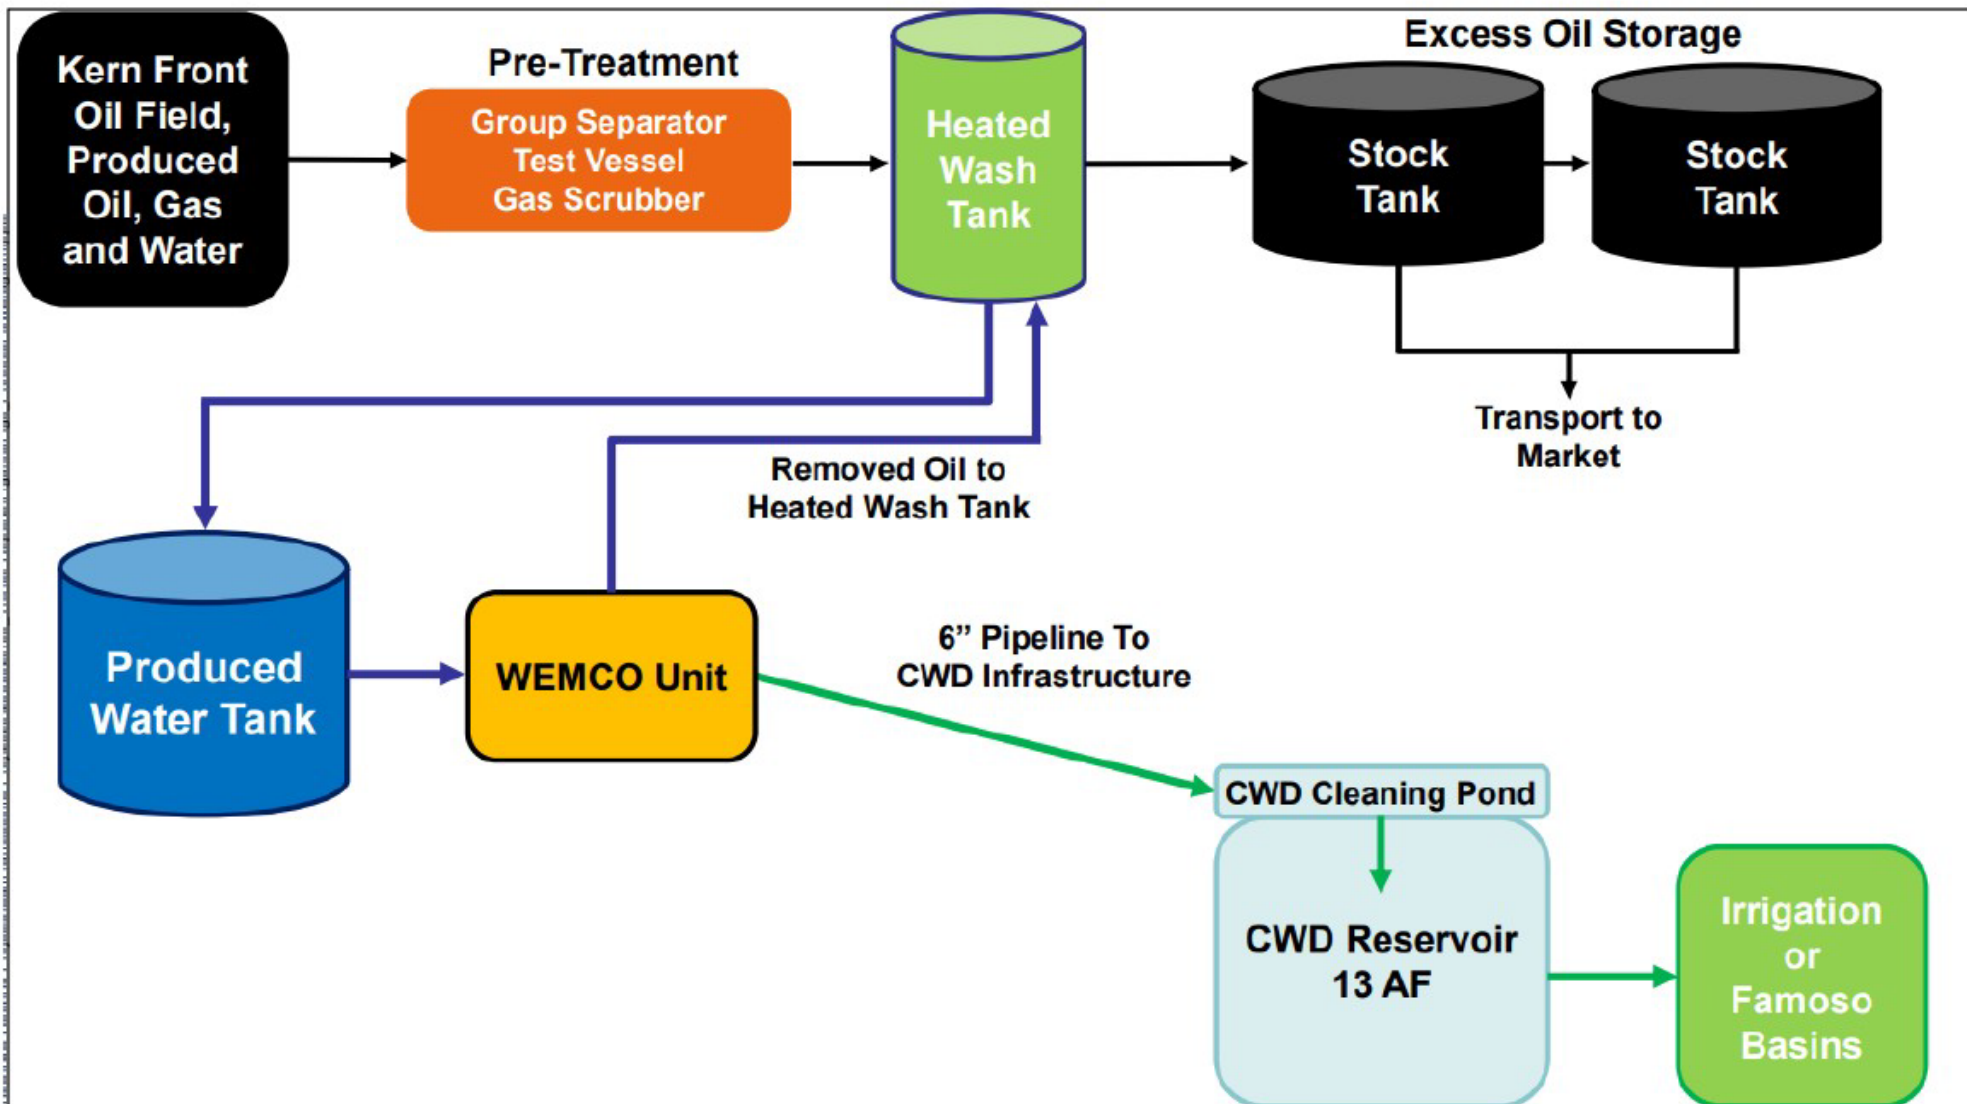 Kern Front
Oil Field,
Produced
Oil, Gas
and Water
Pre-Treatment
Group Separator
Test Vessel
Gas Scrubber
Heated
Wash
Tank
Excess Oil Storage
Stock
Tank
Stock
Tank
Transport to
Market
Removed Oil to
Heated Wash Tank
Produced
Water Tank
WEMCO Unit
6” Pipeline To
CWD Infrastructure
CWD Cleaning Pond
CWD Reservoir
13 AF
Irrigation
or
Famoso
Basins